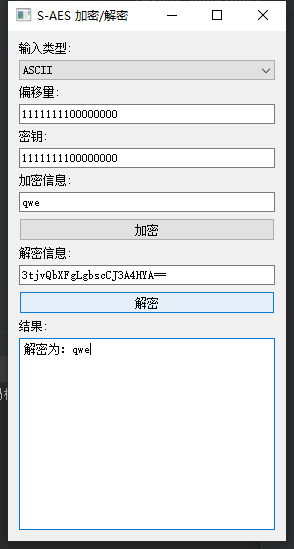 S-AES 加密/解密
输入类型:
ASCII
偏移量:
1111111100000000
密钥:
1111111100000000
加密信息:
qwe
加密
解密信息:
3tjvQbXFgLgbscCJ3A4HYA==
解密
结果:
解密为: qwe